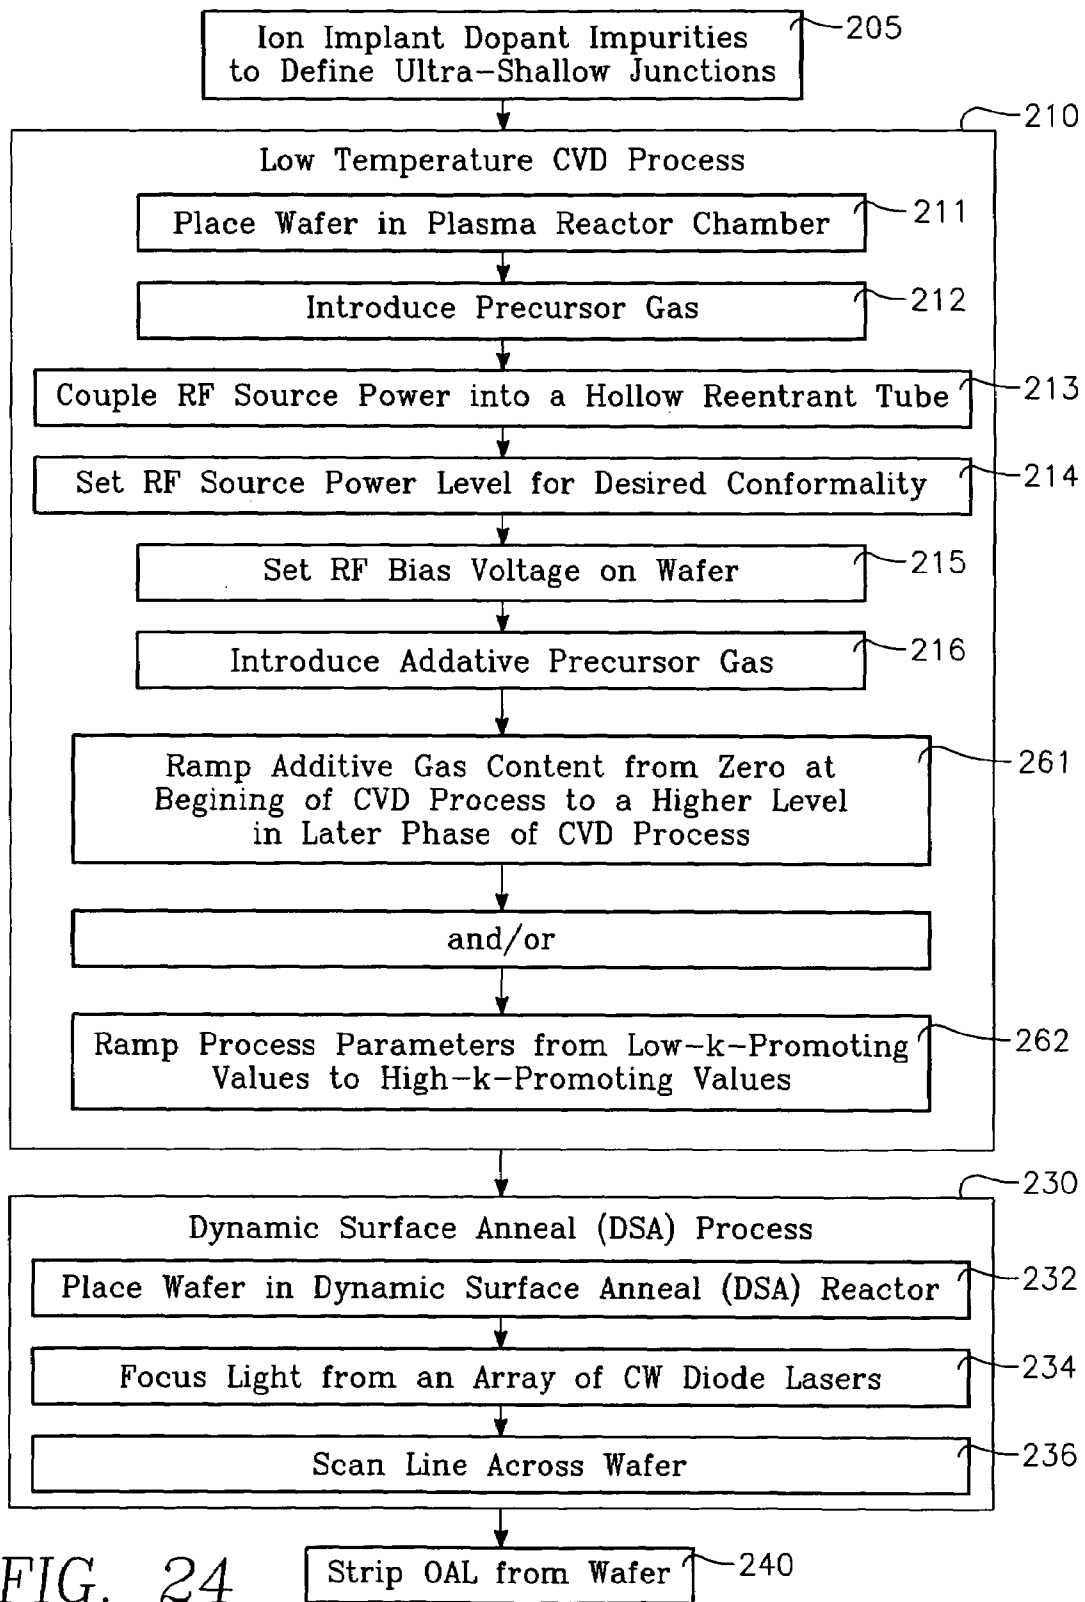 Ion Implant Dopant Impurities
to Define Ultra-Shallow Junctions
205
210
Low Temperature CVD Process
Place Wafer in Plasma Reactor Chamber
211
Introduce Precursor Gas
212
Couple RF Source Power into a Hollow Reentrant Tube
213
Set RF Source Power Level for Desired Conformality
214
Set RF Bias Voltage on Wafer
215
Introduce Addative Precursor Gas
216
Ramp Additive Gas Content from Zero at
Begining of CVD Process to a Higher Level
in Later Phase of CVD Process
261
and/or
Ramp Process Parameters from Low-k-Promoting
Values to High-k-Promoting Values
262
230
Dynamic Surface Anneal (DSA) Process
Place Wafer in Dynamic Surface Anneal (DSA) Reactor
232
Focus Light from an Array of CW Diode Lasers
234
Scan Line Across Wafer
236
Strip OAL from Wafer
240
FIG. 24